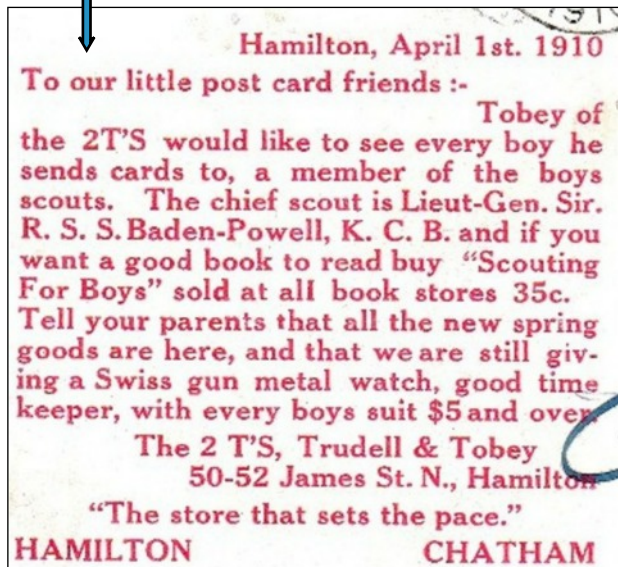 Hamilton, April 1st. 1910
To our little post card friends :-
Tobey of
the 2T'S would like to see every boy he
sends cards to, a member of the boys
scouts. The chief scout is Lieut-Gen. Sir.
R. S. S. Baden-Powell, K. C. B. and if you
want a good book to read buy “Scouting
For Boys” sold at all book stores 35c.
Tell your parents that all the new spring
goods are here, and that we are still giv-
ing a Swiss gun metal watch, good time
keeper, with every boys suit $5 and over.
The 2 T'S, Trudell & Tobey
50-52 James St. N., Hamilton
“The store that sets the pace.”
HAMILTON CHATHAM